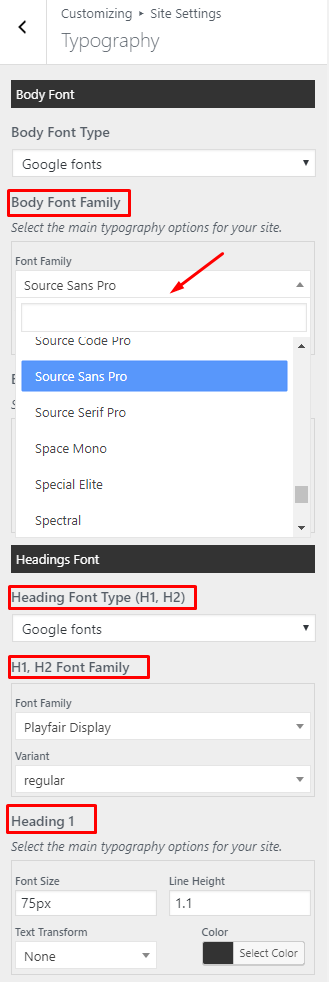 Customizing ▸ Site Settings
Typography
Body Font
Body Font Type
Google fonts
Body Font Family
Select the main typography options for your site.
Font Family
Source Sans Pro
Source Code Pro
Source Sans Pro
Source Serif Pro
Space Mono
Special Elite
Spectral
Headings Font
Heading Font Type (H1, H2)
Google fonts
H1, H2 Font Family
Font Family
Playfair Display
Variant
regular
Heading 1
Select the main typography options for your site.
Font Size Line Height
75px 1.1
Text Transform Color
None Select Color